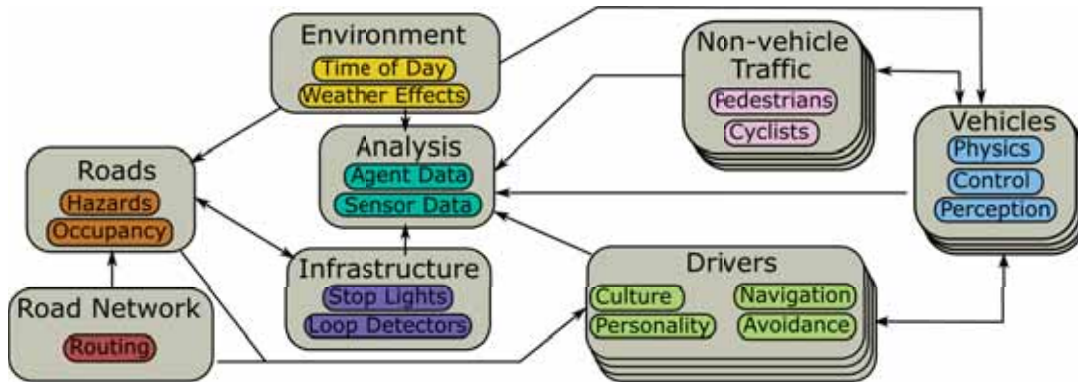 Environment
Time of Day
Weather Effects
Non-vehicle
Traffic
Pedestrians
Cyclists
Vehicles
Physics
Control
Perception
Analysis
Agent Data
Sensor Data
Roads
Hazards
Occupancy
Infrastructure
Stop Lights
Loop Detectors
Drivers
Culture
Navigation
Personality
Avoidance
Road Network
Routing